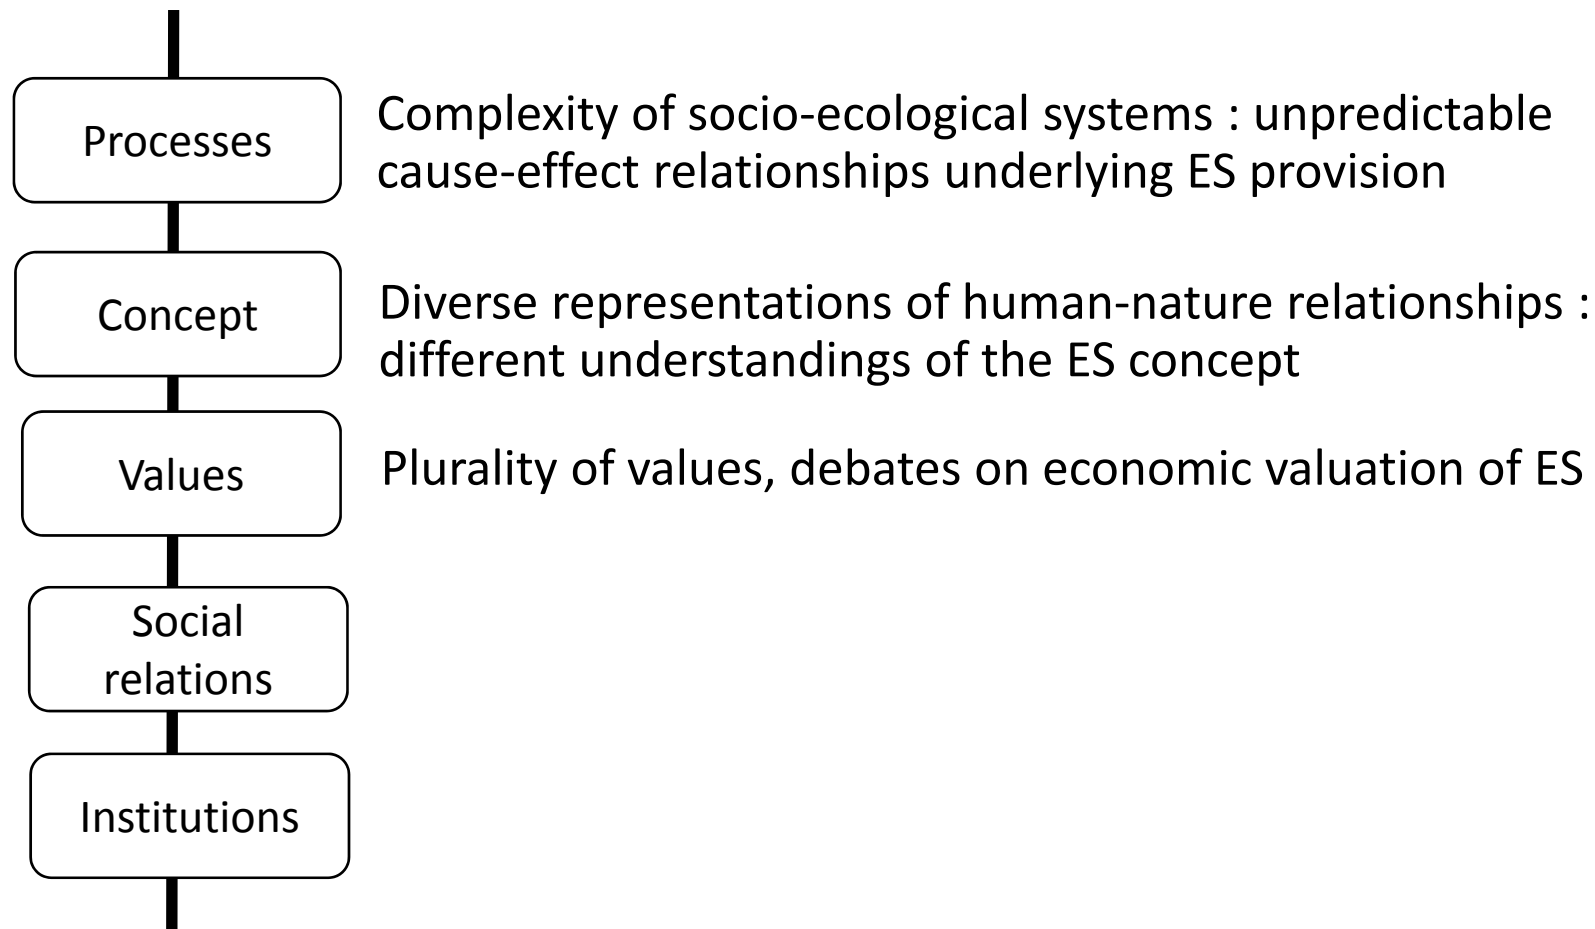 Processes
Complexity of socio-ecological systems : unpredictable
cause-effect relationships underlying ES provision
Concept
Diverse representations of human-nature relationships :
different understandings of the ES concept
Values
Plurality of values, debates on economic valuation of ES
Social
relations
Institutions